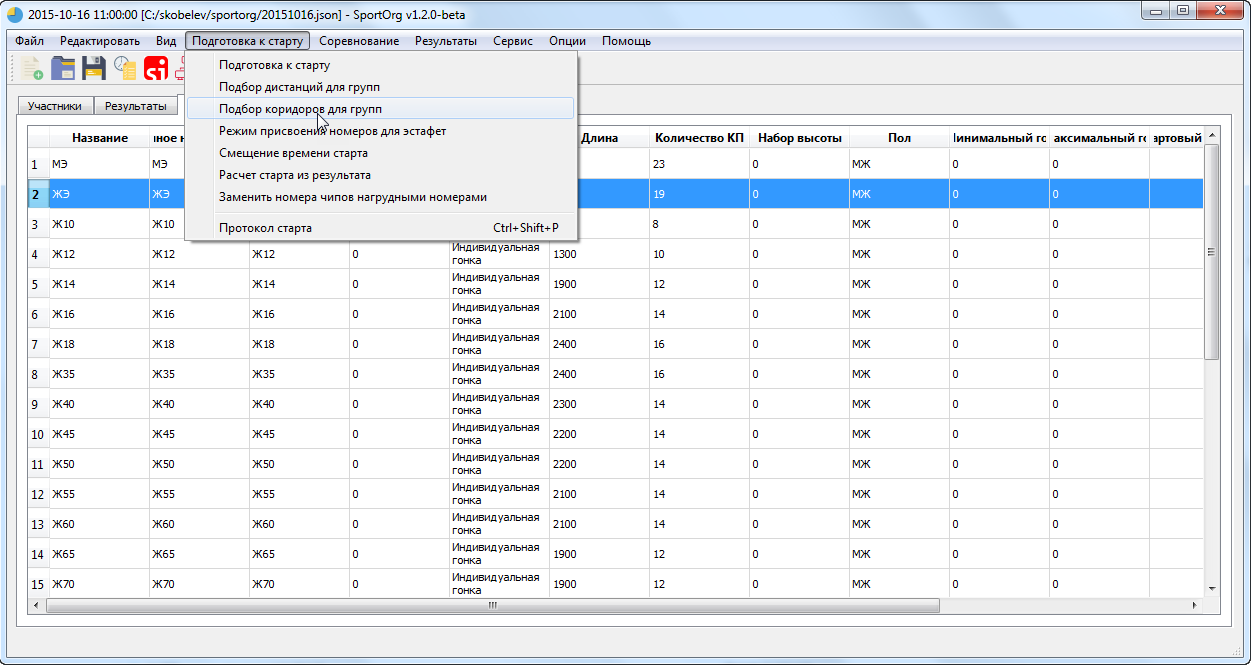 2015-10-16 11:00:00 [C:/skobelev/sportorg/20151016.json] - SportOrg v1.2.0-beta
Файл Редактировать Вид Подготовка к старту Соревнование Результаты Сервис Опции Помощь
Подготовка к старту
Подбор дистанций для групп
Подбор коридоров для групп
Режим присвоения номеров для эстафет
Смещение времени старта
Расчет старта из результата
Заменить номера чипов нагрудными номерами
Протокол старта Ctrl+Shift+P
Участники Результаты
Название ное н Длина Количество КП Набор высоты Пол Минимальный го аксимальный го артовый
1 МЭ МЭ 23 0 МЖ 0 0
2 ЖЭ ЖЭ 19 0 МЖ 0 0
3 Ж10 Ж10 8 0 МЖ 0 0
4 Ж12 Ж12 Ж12 0 Индивидуальная гонка 1300 10 0 МЖ 0 0
5 Ж14 Ж14 Ж14 0 Индивидуальная гонка 1900 12 0 МЖ 0 0
6 Ж16 Ж16 Ж16 0 Индивидуальная гонка 2100 14 0 МЖ 0 0
7 Ж18 Ж18 Ж18 0 Индивидуальная гонка 2400 16 0 МЖ 0 0
8 Ж35 Ж35 Ж35 0 Индивидуальная гонка 2400 16 0 МЖ 0 0
9 Ж40 Ж40 Ж40 0 Индивидуальная гонка 2300 14 0 МЖ 0 0
10 Ж45 Ж45 Ж45 0 Индивидуальная гонка 2200 14 0 МЖ 0 0
11 Ж50 Ж50 Ж50 0 Индивидуальная гонка 2200 14 0 МЖ 0 0
12 Ж55 Ж55 Ж55 0 Индивидуальная гонка 2100 14 0 МЖ 0 0
13 Ж60 Ж60 Ж60 0 Индивидуальная гонка 2100 14 0 МЖ 0 0
14 Ж65 Ж65 Ж65 0 Индивидуальная гонка 1900 12 0 МЖ 0 0
15 Ж70 Ж70 Ж70 0 Индивидуальная гонка 1900 12 0 МЖ 0 0